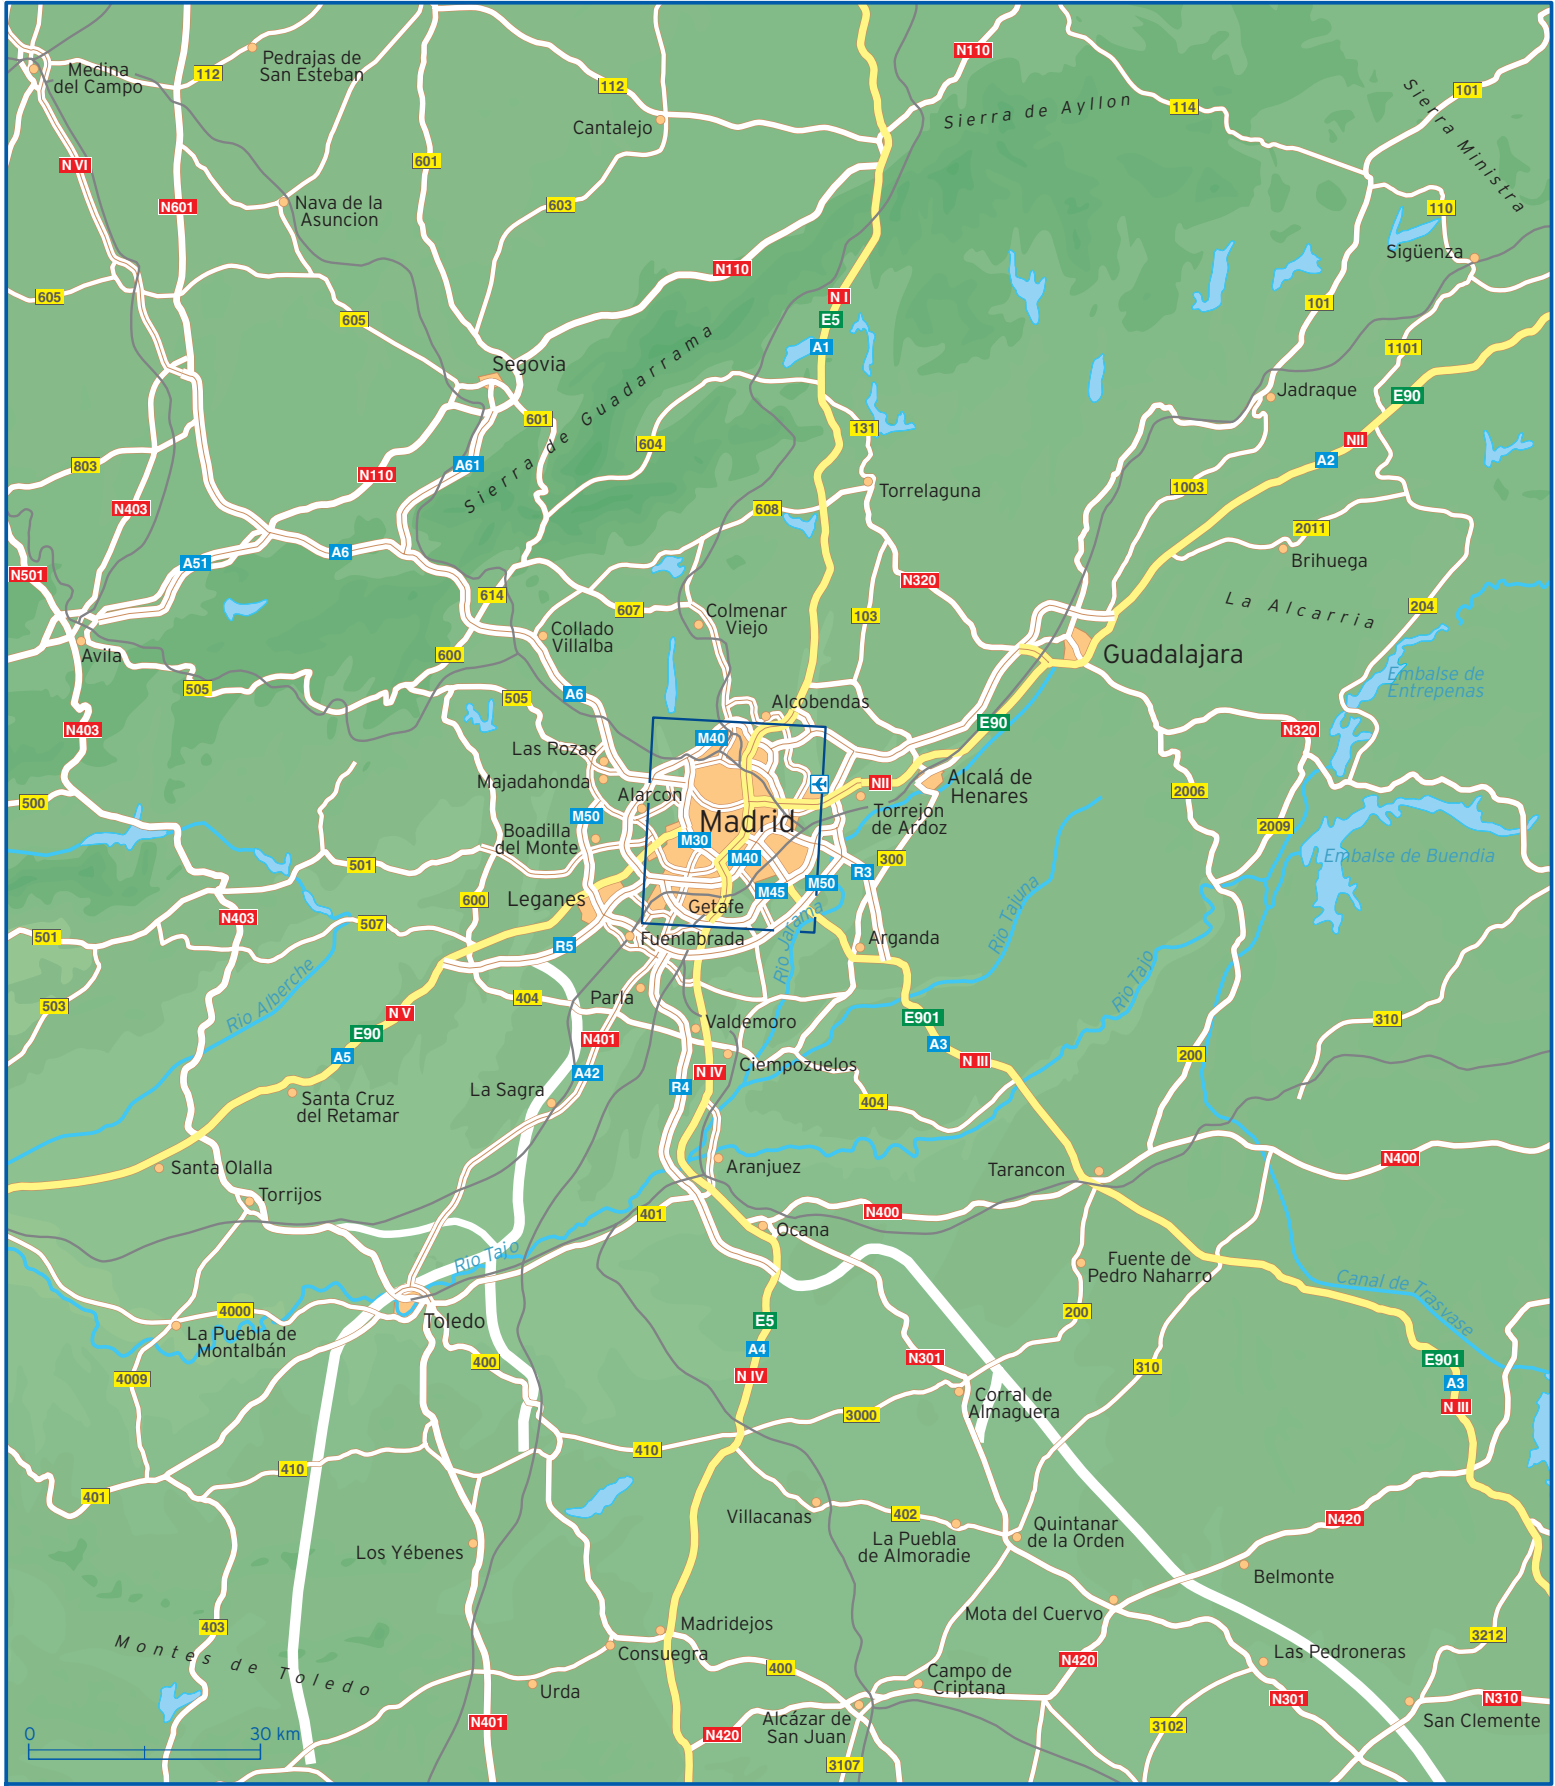 N110
Pedrajas de
San Esteban
Medina
del Campo
112
112
101
Sierra de Ayllon
114
Sierra Ministra
Cantalejo
N VI
601
N601
Nava de la
Asuncion
603
110
Sigüenza
N110
605
605
N I
E5
A1
101
1101
Segovia
Sierra de Guadarrama
Jadraque
E90
601
604
131
NII
A2
803
A61
N110
1003
Torrelaguna
N403
608
2011
Brihuega
A51
A6
N501
N320
614
607
Colmenar
Viejo
103
La Alcarria
204
Collado
Villalba
Avila
600
Guadalajara
505
505
A6
Embalse de
Entrepenas
Alcobendas
N403
E90
N320
M40
Las Rozas
Majadahonda
NII
Alcalá de
Henares
Alarcon
500
2006
M50
Torrejon
de Ardoz
Madrid
2009
Boadilla
del Monte
M30
M40
Embalse de Buendia
501
300
R3
M50
M45
Leganes
600
Getafe
N403
507
Rio Jarama
Rio Tajuna
501
R5
Fuenlabrada
Arganda
Rio Alberche
Rio Tajo
503
404
Parla
N V
E90
A5
Valdemoro
E901
A3
N III
310
N401
A42
Ciempozuelos
200
N IV
R4
La Sagra
Santa Cruz
del Retamar
404
Santa Olalla
Aranjuez
Tarancon
N400
Torrijos
401
N400
Ocana
Rio Tajo
Fuente de
Pedro Naharro
Canal de Trasvase
4000
Toledo
E5
A4
N IV
200
La Puebla de
Montalbán
400
N301
310
E901
A3
N III
4009
Corral de
Almaguera
3000
410
410
401
Villacanas
402
Quintanar
de la Orden
N420
La Puebla
de Almoradie
Los Yébenes
Belmonte
Mota del Cuervo
403
Madridejos
3212
Montes de Toledo
Consuegra
400
N420
Las Pedroneras
Campo de
Criptana
Urda
N301
N310
Alcázar de
San Juan
San Clemente
N401
N420
3102
0
30 km
3107